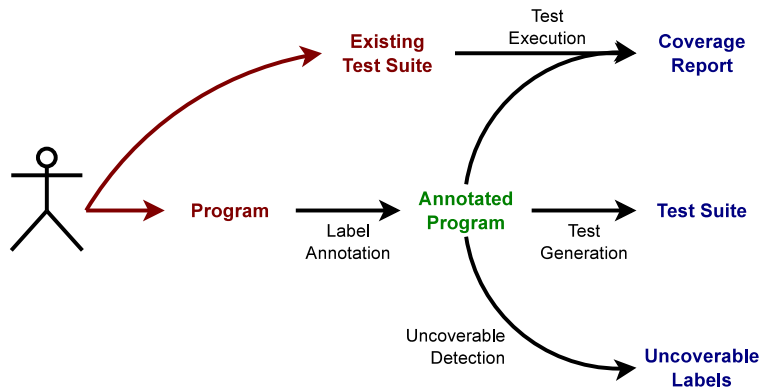 Test
Execution
Existing
Test Suite
Coverage
Report
Program
Label
Annotation
Annotated
Program
Test
Generation
Test Suite
Uncoverable
Detection
Uncoverable
Labels